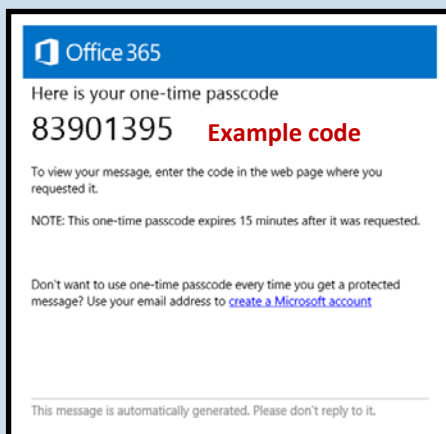 Office 365
Here is your one-time passcode
83901395 Example code
To view your message, enter the code in the web page where you
requested it.
NOTE: This one-time passcode expires 15 minutes after it was requested.
Don't want to use one-time passcode every time you get a protected
message? Use your email address to create a Microsoft account
This message is automatically generated. Please don't reply to it.